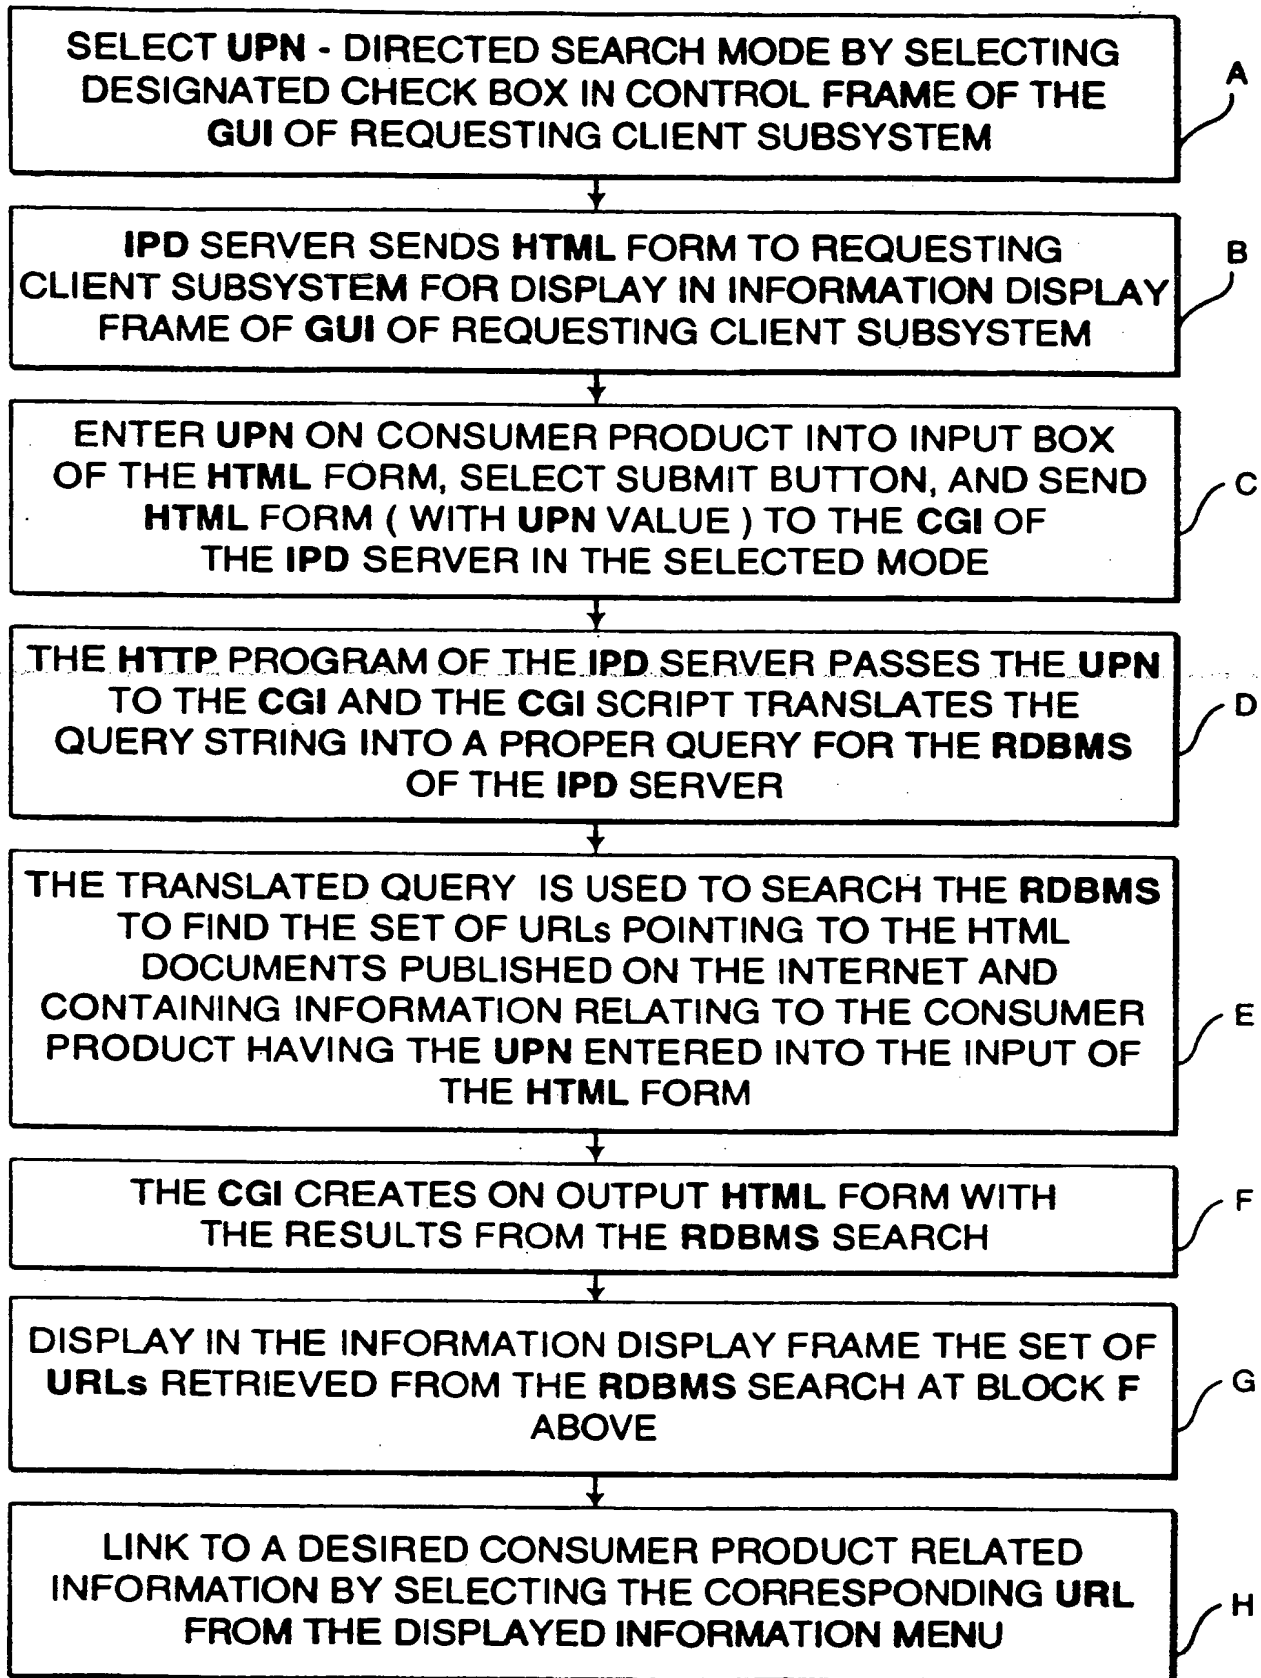 SELECT UPN - DIRECTED SEARCH MODE BY SELECTING
DESIGNATED CHECK BOX IN CONTROL FRAME OF THE
GUI OF REQUESTING CLIENT SUBSYSTEM
A
IPD SERVER SENDS HTML FORM TO REQUESTING
CLIENT SUBSYSTEM FOR DISPLAY IN INFORMATION DISPLAY
FRAME OF GUI OF REQUESTING CLIENT SUBSYSTEM
B
ENTER UPN ON CONSUMER PRODUCT INTO INPUT BOX
OF THE HTML FORM, SELECT SUBMIT BUTTON, AND SEND
HTML FORM ( WITH UPN VALUE ) TO THE CGI OF
THE IPD SERVER IN THE SELECTED MODE
C
THE HTTP PROGRAM OF THE IPD SERVER PASSES THE UPN
TO THE CGI AND THE CGI SCRIPT TRANSLATES THE
QUERY STRING INTO A PROPER QUERY FOR THE RDBMS
OF THE IPD SERVER
D
THE TRANSLATED QUERY IS USED TO SEARCH THE RDBMS
TO FIND THE SET OF URLs POINTING TO THE HTML
DOCUMENTS PUBLISHED ON THE INTERNET AND
CONTAINING INFORMATION RELATING TO THE CONSUMER
PRODUCT HAVING THE UPN ENTERED INTO THE INPUT OF
THE HTML FORM
E
THE CGI CREATES ON OUTPUT HTML FORM WITH
THE RESULTS FROM THE RDBMS SEARCH
F
DISPLAY IN THE INFORMATION DISPLAY FRAME THE SET OF
URLs RETRIEVED FROM THE RDBMS SEARCH AT BLOCK F
ABOVE
G
LINK TO A DESIRED CONSUMER PRODUCT RELATED
INFORMATION BY SELECTING THE CORRESPONDING URL
FROM THE DISPLAYED INFORMATION MENU
H